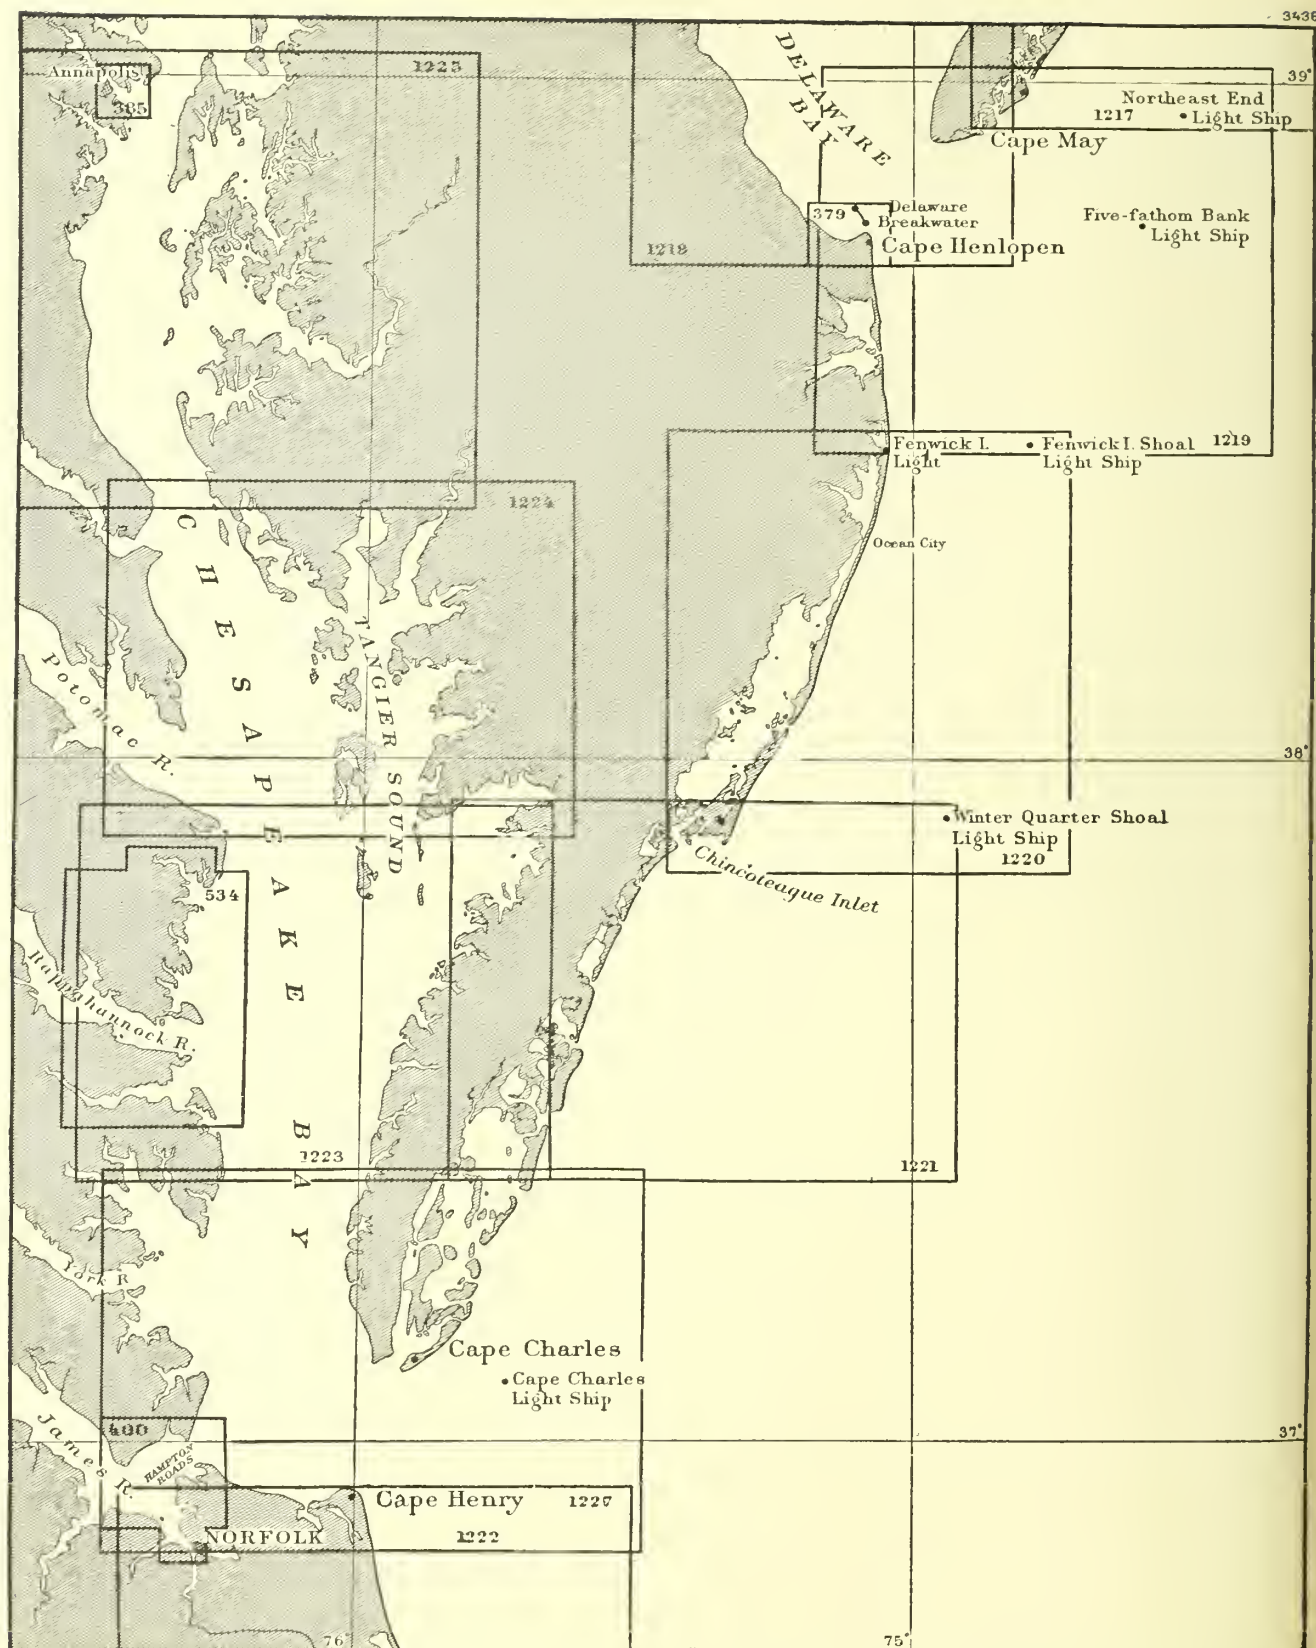 3436
Annapolis
385
1225
DELAWARE
BAY
39°
Northeast End
1217 Light Ship
Cape May
379
Delaware
Breakwater
Cape Henlopen
1218
Five-fathom Bank
Light Ship
Fenwick I.
Light
Fenwick I. Shoal
Light Ship
1219
1224
Ocean City
CHESAPEAKE BAY
TANGIER SOUND
Potomac R.
38°
Winter Quarter Shoal
Light Ship
1220
Chincoteague Inlet
534
Rappahannock R.
1223
1221
York R
Cape Charles
Cape Charles
Light Ship
400
James R.
HAMPTON
ROADS
37°
Cape Henry
NORFOLK
1222
76°
75°